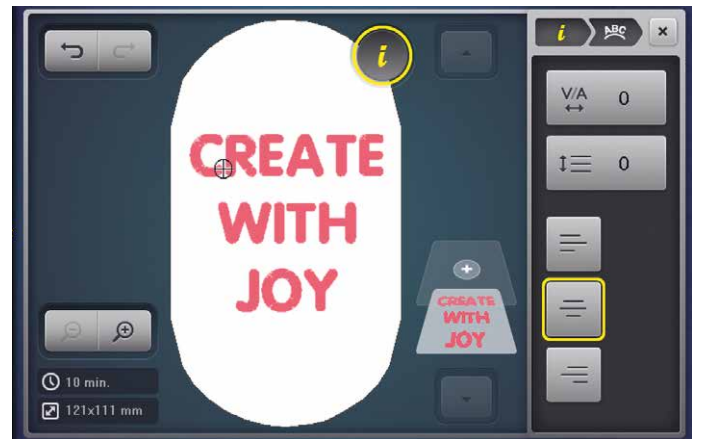 i
i
ABC
×
V/A
0
0
CREATE
WITH
JOY
CREATE
WITH
JOY
10 min.
121x111 mm